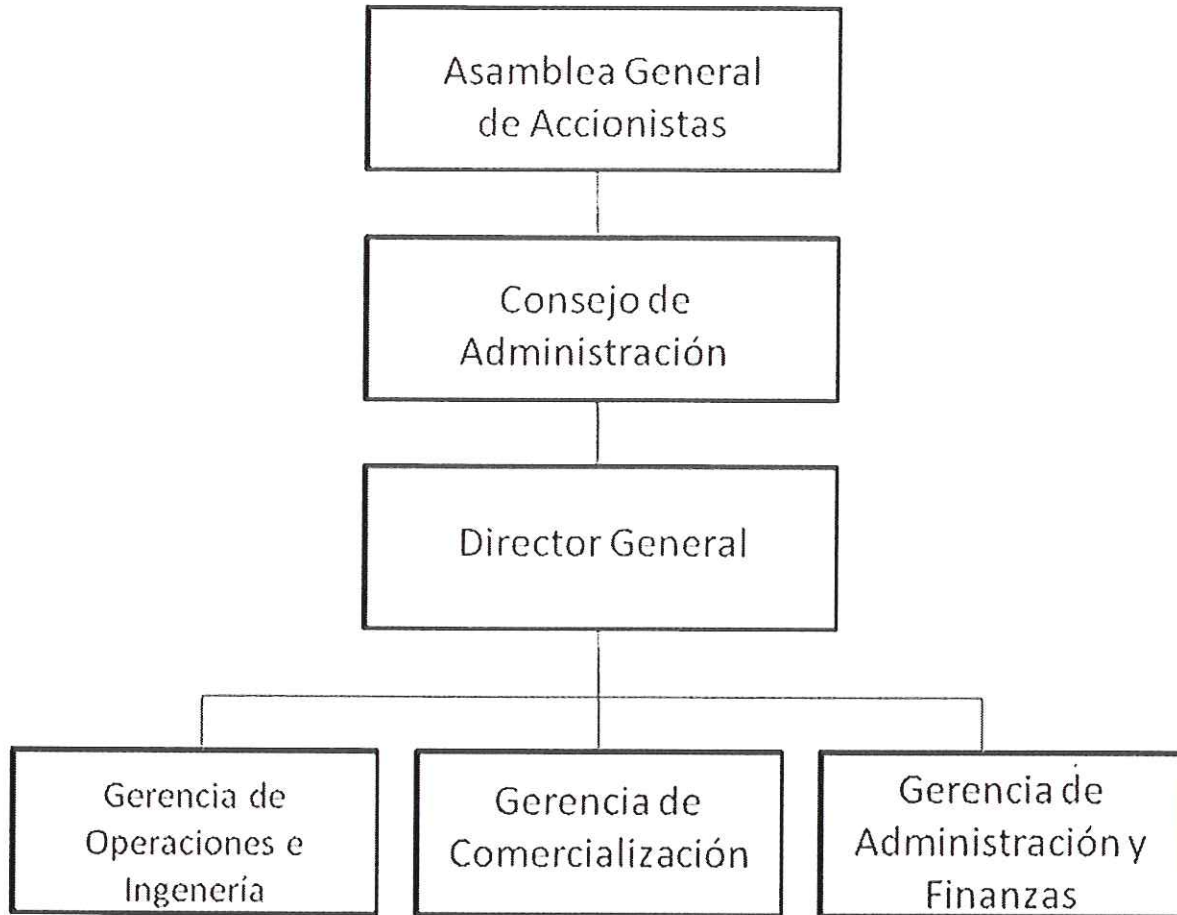 Asamblea General
de Accionistas
Consejo de
Administración
Director General
Gerencia de
Operaciones e
Ingenería
Gerencia de
Comercialización
Gerencia de
Administración y
Finanzas